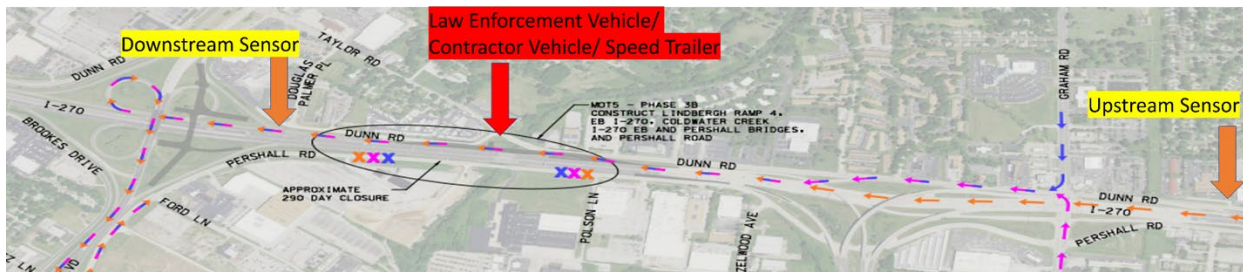 Law Enforcement Vehicle/
Contractor Vehicle/ Speed Trailer
Downstream Sensor
Upstream Sensor
TAYLOR RD
DUNN RD
DOUGLAS
PALMER PL
I-270
BROOKES DRIVE
PERSHALL RD
DUNN RD
MOT5 - PHASE 3B
CONSTRUCT LINDBERGH RAMP 4,
EB I-270, COLDWATER CREEK
I-270 EB AND PERSHALL BRIDGES,
AND PERSHALL ROAD
GRAHAM RD
DUNN RD
APPROXIMATE
290 DAY CLOSURE
FORD LN
POLSON LN
ZELWOOD AVE
DUNN RD
I-270
PERSHALL RD
Z LN
VD